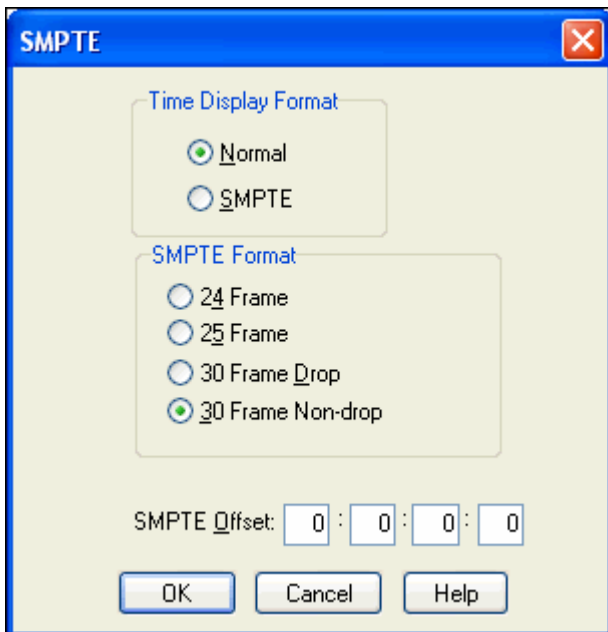 SMPTE
Time Display Format
Normal
SMPTE
SMPTE Format
24 Frame
25 Frame
30 Frame Drop
30 Frame Non-drop
SMPTE Offset: 0 : 0 : 0 : 0
OK Cancel Help